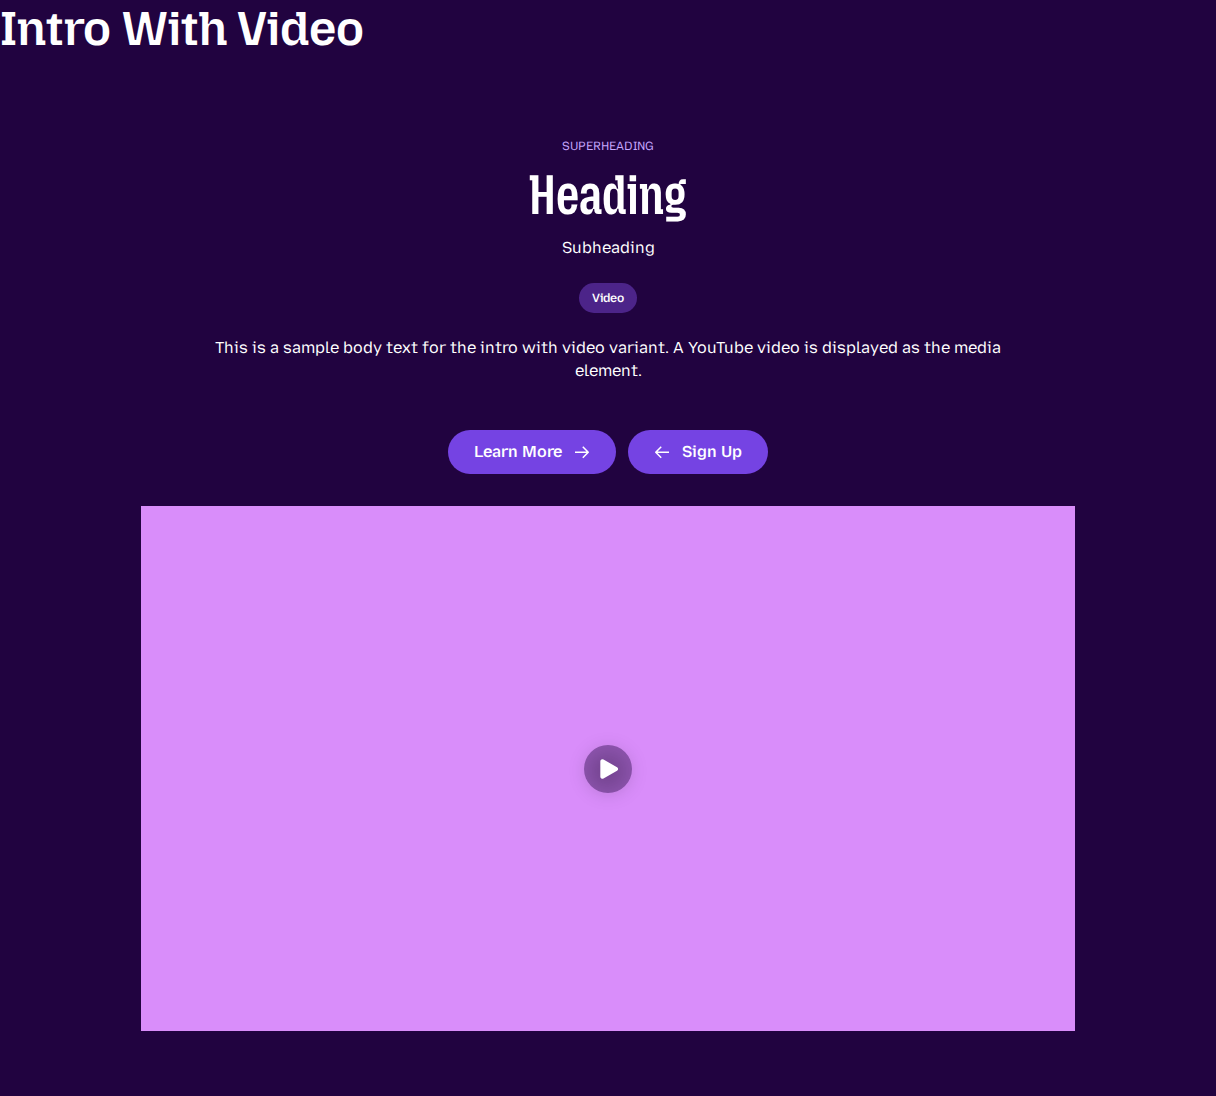 Intro With Video
SUPERHEADING
Heading
Subheading
Video
This is a sample body text for the intro with video variant. A YouTube video is displayed as the media
element.
Learn More
Sign Up